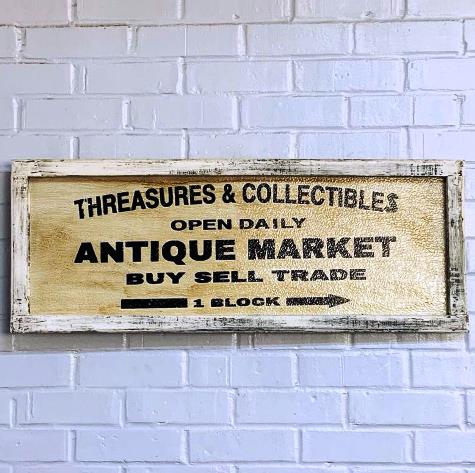 THREASURES & COLLECTIBLES
OPEN DAILY
ANTIQUE MARKET
BUY SELL TRADE
1 BLOCK